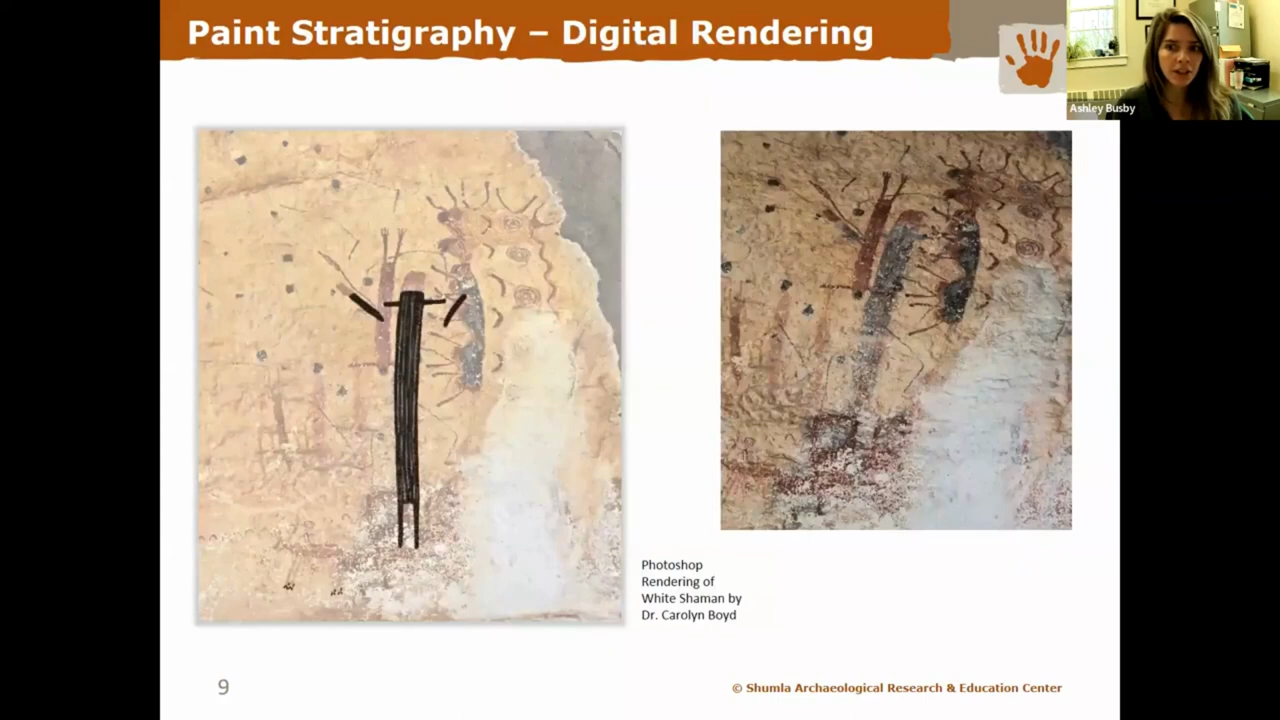 Paint Stratigraphy – Digital Rendering
Ashley Busby
Photoshop
Rendering of
White Shaman by
Dr. Carolyn Boyd
9
© Shumla Archaeological Research & Education Center